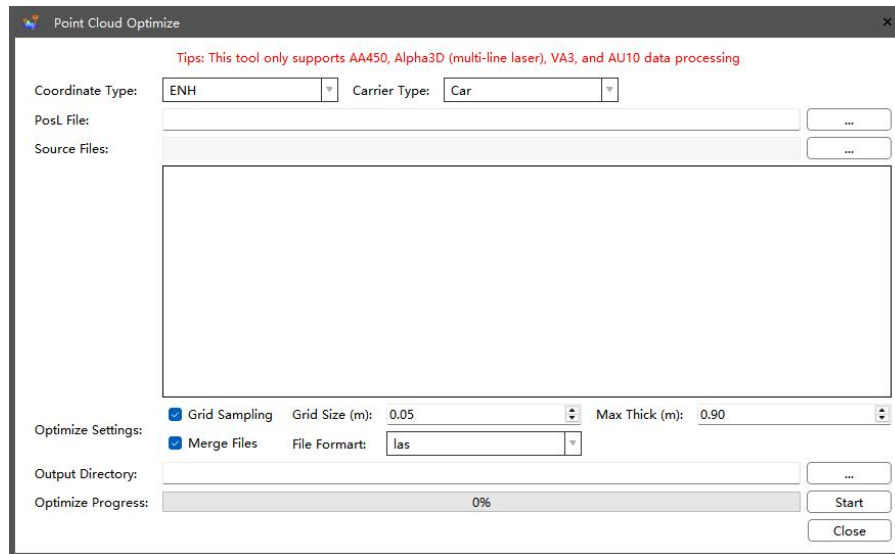 Point Cloud Optimize
Tips: This tool only supports AA450, Alpha3D (multi-line laser), VA3, and AU10 data processing
Coordinate Type: ENH Carrier Type: Car
PosL File: ...
Source Files: ...
Grid Sampling Grid Size (m): 0.05 Max Thick (m): 0.90
Optimize Settings:
Merge Files File Formart: las
Output Directory: ...
Optimize Progress: 0% Start
Close